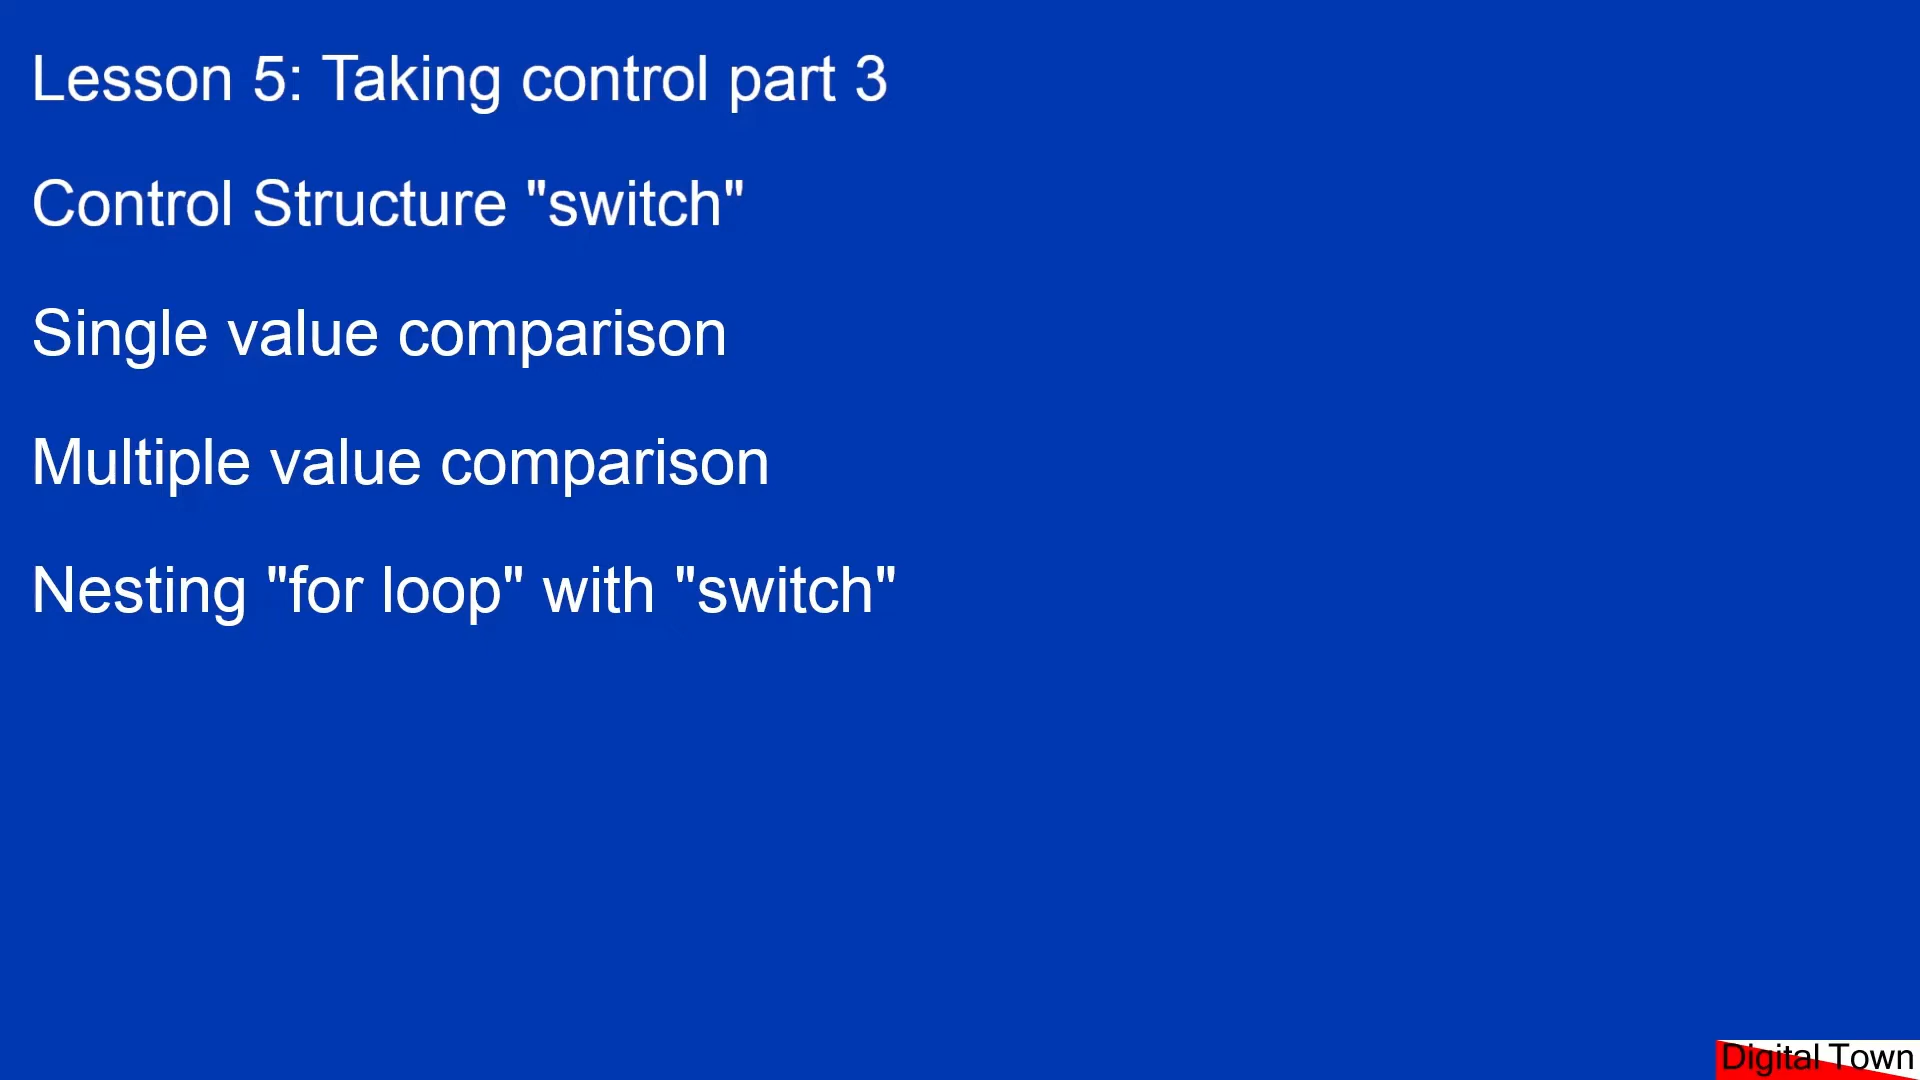 Lesson 5: Taking control part 3
Control Structure "switch"
Single value comparison
Multiple value comparison
Nesting "for loop" with "switch"
Digital Town